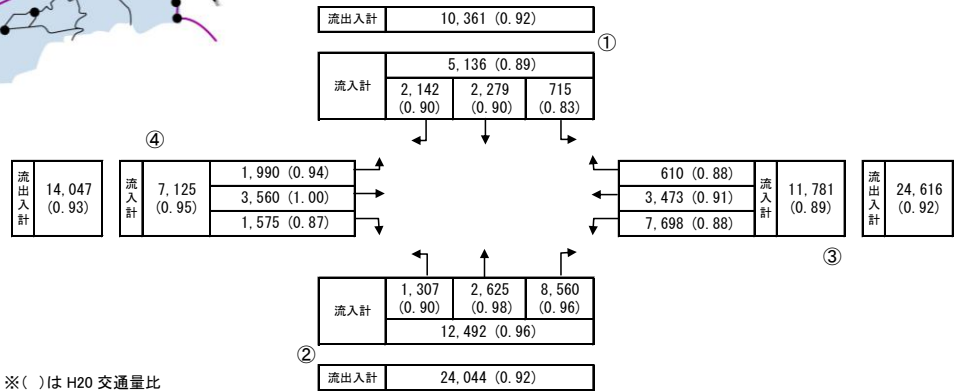 流出入計 10,361 (0.92)
①
流入計 5,136 (0.89)
2,142 2,279 715
(0.90) (0.90) (0.83)
④
流出入計 14,047 (0.93)
流入計 7,125 (0.95)
1,990 (0.94)
3,560 (1.00)
1,575 (0.87)
610 (0.88)
3,473 (0.91)
7,698 (0.88)
流入計 11,781 (0.89)
流出入計 24,616 (0.92)
③
流入計
1,307 2,625 8,560
(0.90) (0.98) (0.96)
12,492 (0.96)
②
流出入計 24,044 (0.92)
※( )は H20 交通量比